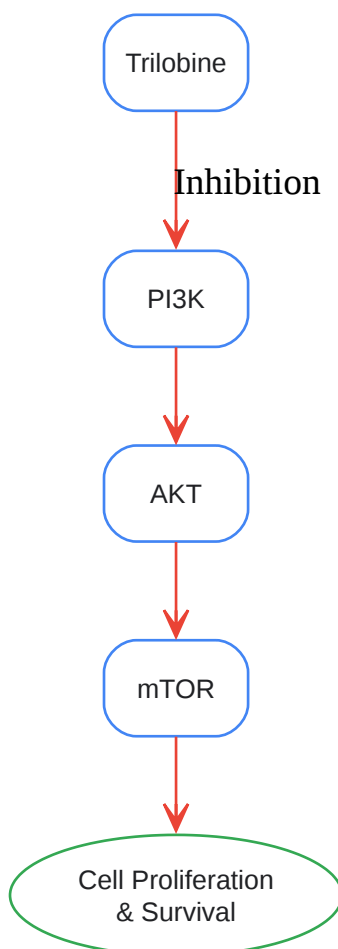 Trilobine
Inhibition
PI3K
AKT
mTOR
Cell Proliferation
& Survival